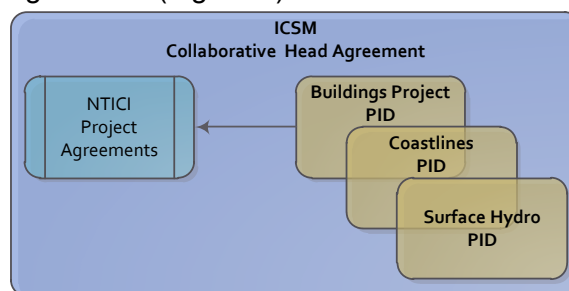 ICSM
Collaborative Head Agreement
NTICI
Project
Agreements
Buildings Project
PID
Coastlines
PID
Surface Hydro
PID